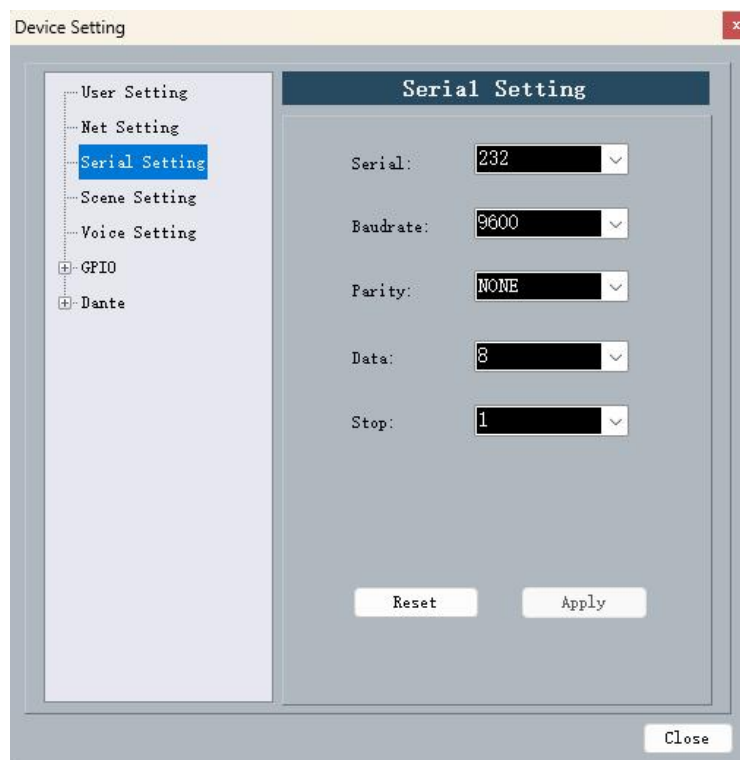 Device Setting
x
User Setting
Net Setting
Serial Setting
Scene Setting
Voice Setting
GPIO
Dante
Serial Setting
Serial: 232
Baudrate: 9600
Parity: NONE
Data: 8
Stop: 1
Reset Apply
Close